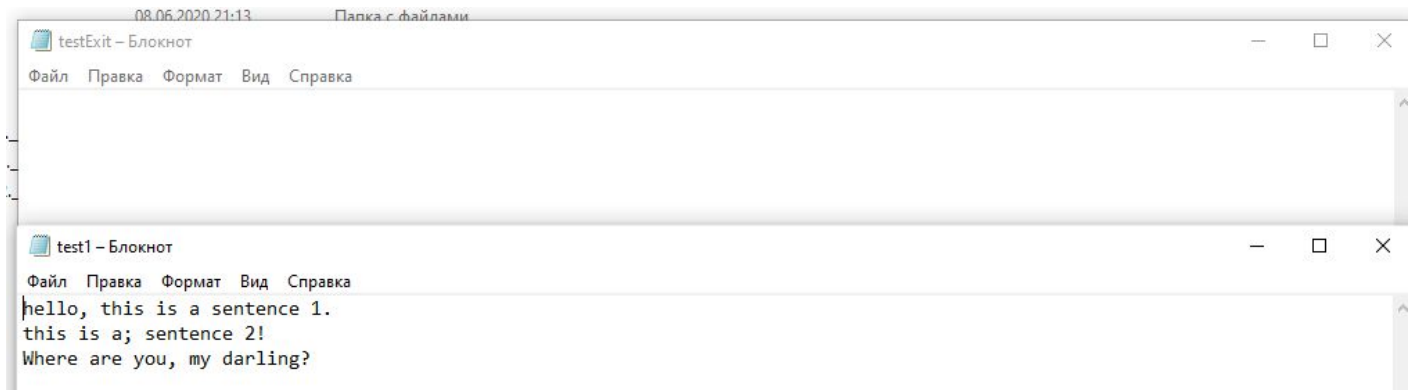 08.06.2020 21:13 Папка с файлами
testExit – Блокнот
Файл Правка Формат Вид Справка
test1 – Блокнот
Файл Правка Формат Вид Справка
hello, this is a sentence 1.
this is a; sentence 2!
Where are you, my darling?